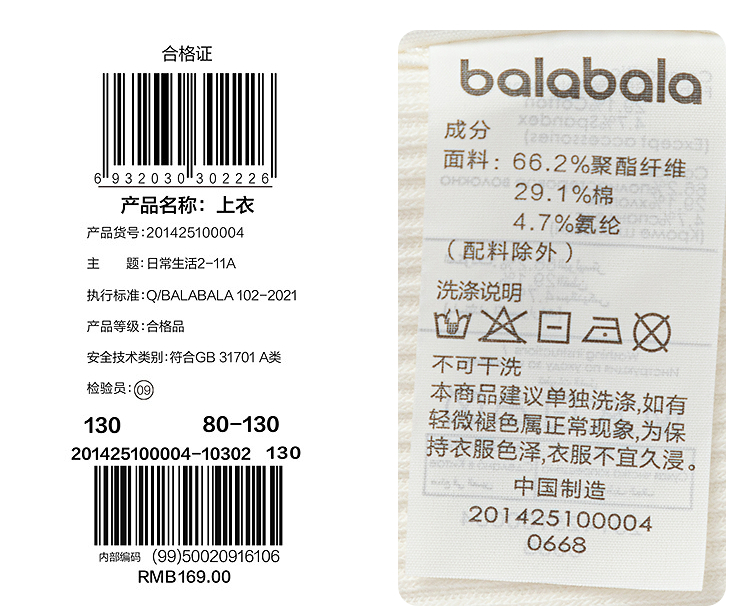 合格证
6 932030 302226
产品名称：上衣
产品货号:201425100004
主 题:日常生活2-11A
执行标准:Q/BALABALA 102-2021
产品等级:合格品
安全技术类别:符合GB 31701 A类
检验员:09
130 80-130
201425100004-10302 130
内部编码 (99)50020916106
RMB169.00
balabala
成分
面料: 66.2%聚酯纤维
29.1%棉
4.7%氨纶
（配料除外）
洗涤说明
不可干洗
本商品建议单独洗涤,如有
轻微褪色属正常现象,为保
持衣服色泽,衣服不宜久浸。
中国制造
201425100004
0668